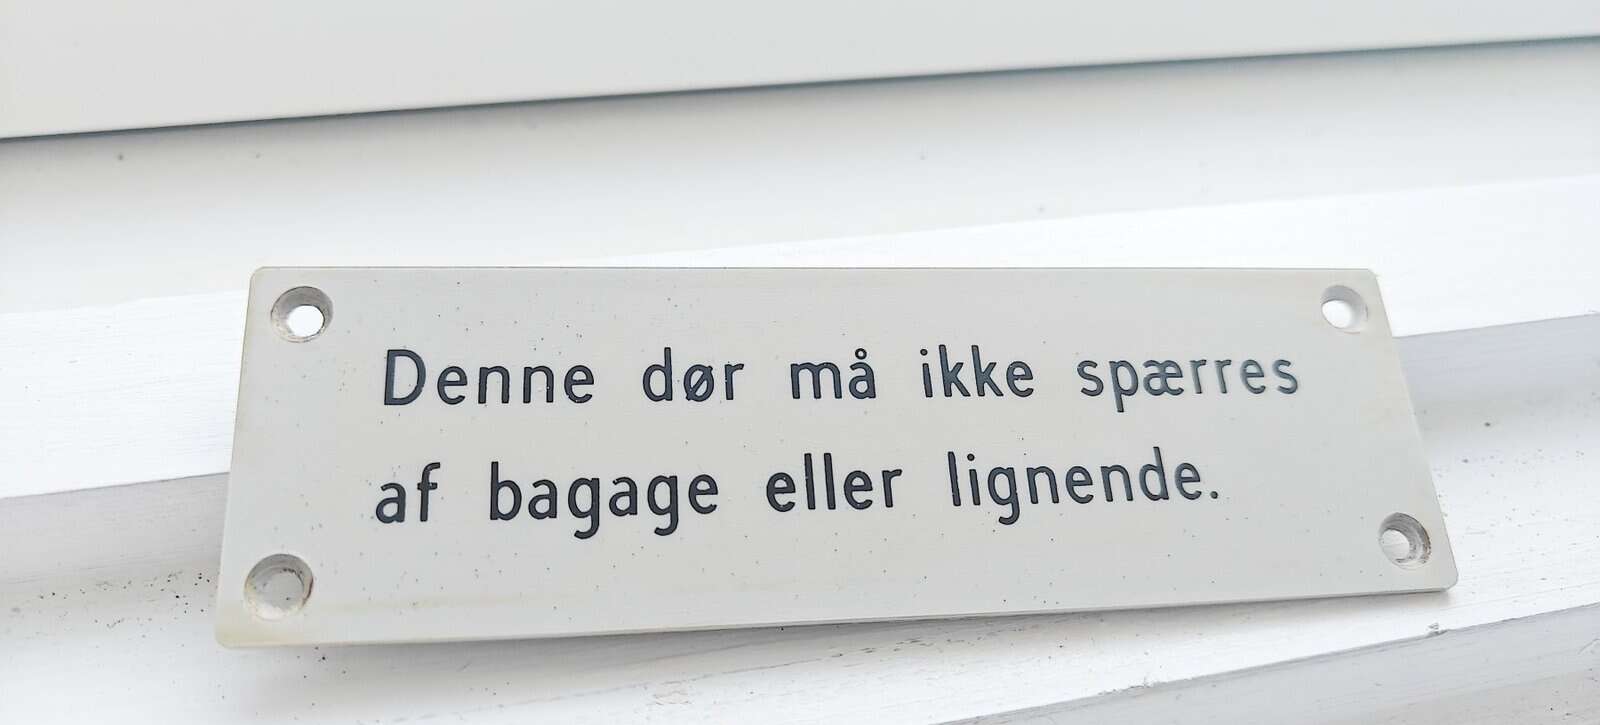 Denne dør må ikke spærres
af bagage eller lignende.